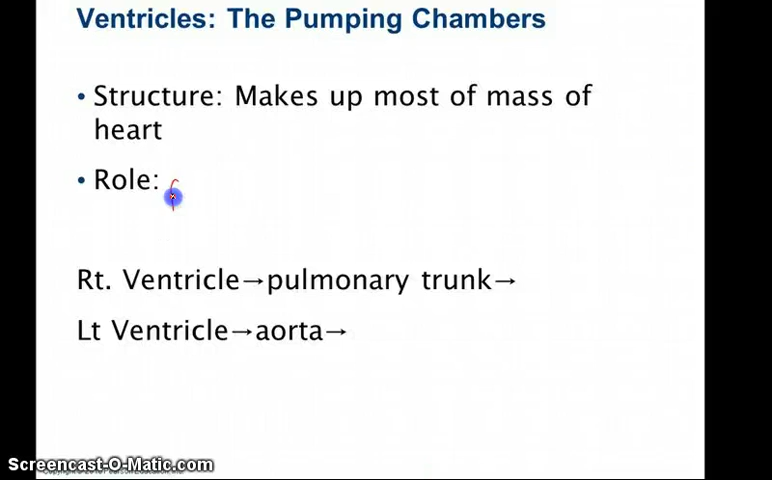 Ventricles: The Pumping Chambers
• Structure: Makes up most of mass of
heart
• Role:
Rt. Ventricle→pulmonary trunk→
Lt Ventricle→aorta→
Screencast-O-Matic.com